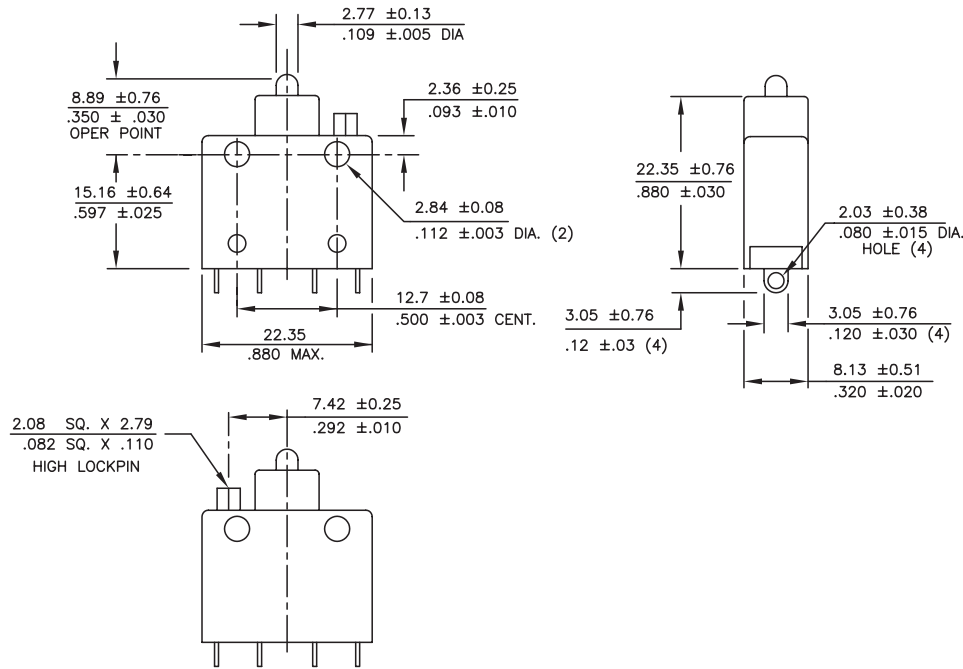 2.77 ±0.13
.109 ±.005 DIA
8.89 ±0.76
.350 ± .030
OPER POINT
2.36 ±0.25
.093 ±.010
15.16 ±0.64
.597 ±.025
2.84 ±0.08
.112 ±.003 DIA. (2)
12.7 ±0.08
.500 ±.003 CENT.
22.35
.880 MAX.
22.35 ±0.76
.880 ±.030
2.03 ±0.38
.080 ±.015 DIA.
HOLE (4)
3.05 ±0.76
.12 ±.03 (4)
3.05 ±0.76
.120 ±.030 (4)
8.13 ±0.51
.320 ±.020
7.42 ±0.25
.292 ±.010
2.08 SQ. X 2.79
.082 SQ. X .110
HIGH LOCKPIN